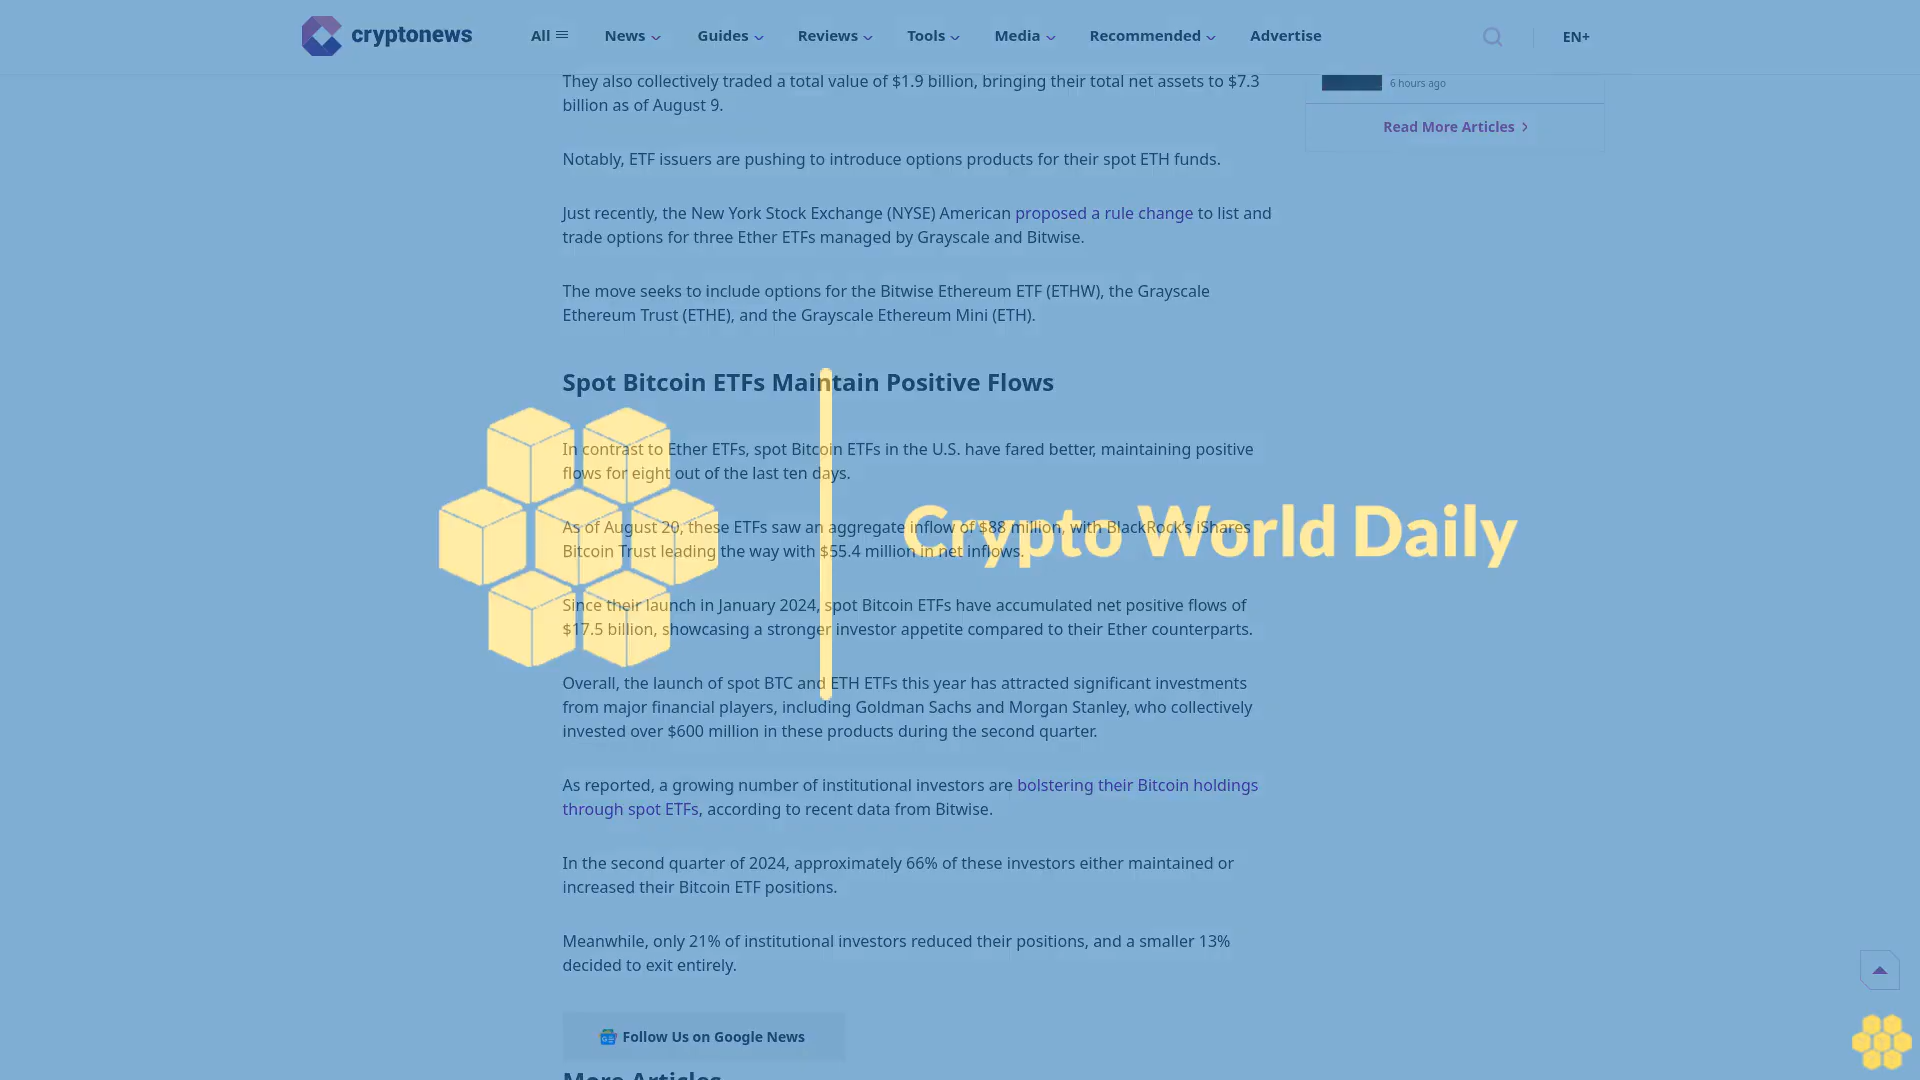 cryptonews
All
News
Guides
Reviews
Tools
Media
Recommended
Advertise
EN+
They also collectively traded a total value of $1.9 billion, bringing their total net assets to $7.3
billion as of August 9.
6 hours ago
Read More Articles
Notably, ETF issuers are pushing to introduce options products for their spot ETH funds.
Just recently, the New York Stock Exchange (NYSE) American proposed a rule change to list and
trade options for three Ether ETFs managed by Grayscale and Bitwise.
The move seeks to include options for the Bitwise Ethereum ETF (ETHW), the Grayscale
Ethereum Trust (ETHE), and the Grayscale Ethereum Mini (ETH).
Spot Bitcoin ETFs Maintain Positive Flows
In contrast to Ether ETFs, spot Bitcoin ETFs in the U.S. have fared better, maintaining positive
flows for eight out of the last ten days.
As of August 20, these ETFs saw an aggregate inflow of $88 million, with BlackRock's iShares
Bitcoin Trust leading the way with $55.4 million in net inflows.
Crypto World Daily
Since their launch in January 2024, spot Bitcoin ETFs have accumulated net positive flows of
$17.5 billion, showcasing a stronger investor appetite compared to their Ether counterparts.
Overall, the launch of spot BTC and ETH ETFs this year has attracted significant investments
from major financial players, including Goldman Sachs and Morgan Stanley, who collectively
invested over $600 million in these products during the second quarter.
As reported, a growing number of institutional investors are bolstering their Bitcoin holdings
through spot ETFs, according to recent data from Bitwise.
In the second quarter of 2024, approximately 66% of these investors either maintained or
increased their Bitcoin ETF positions.
Meanwhile, only 21% of institutional investors reduced their positions, and a smaller 13%
decided to exit entirely.
Follow Us on Google News
More Articles